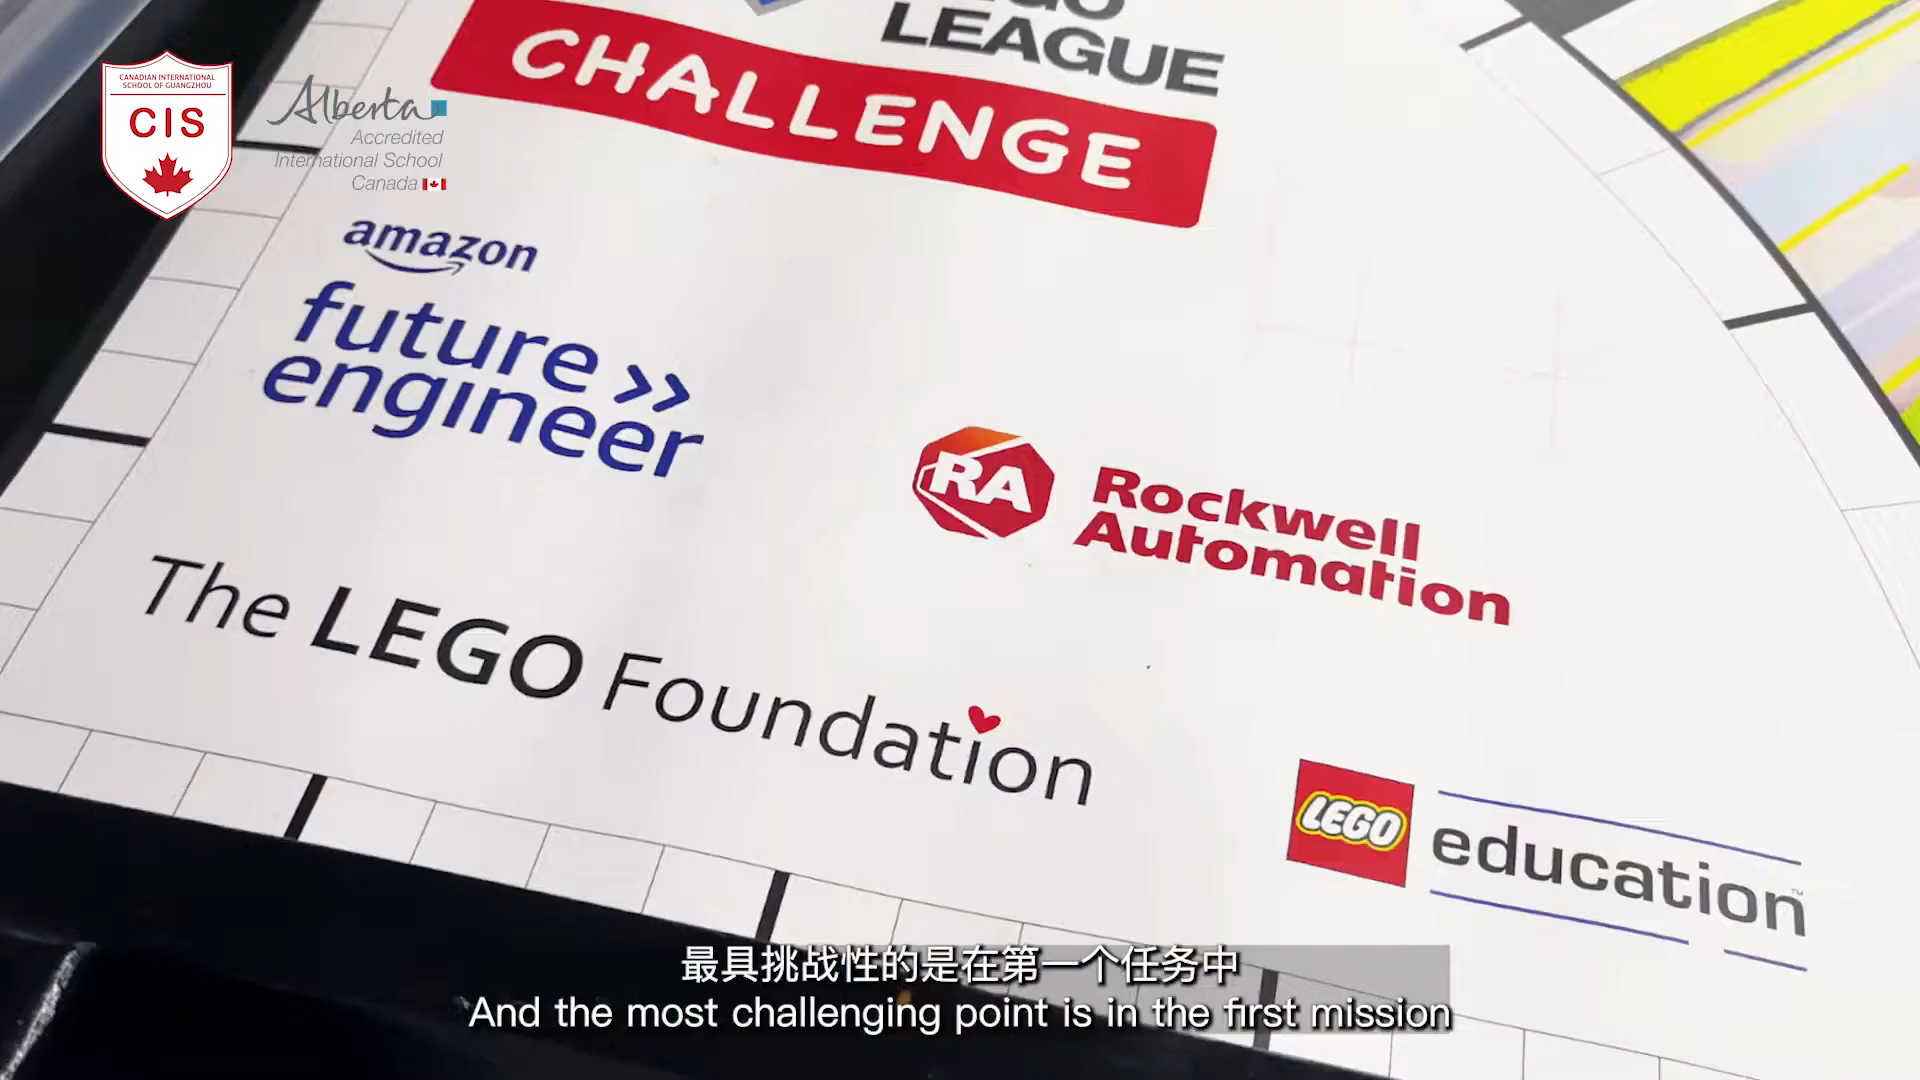 CANADIAN INTERNATIONAL
SCHOOL OF GUANGZHOU
CIS
Alberta
Accredited
International School
Canada
LEAGUE
CHALLENGE
amazon
future
engineer
RA
Rockwell
Automation
The LEGO Foundation
LEGO
education
最具挑战性的是在第一个任务中
And the most challenging point is in the first mission